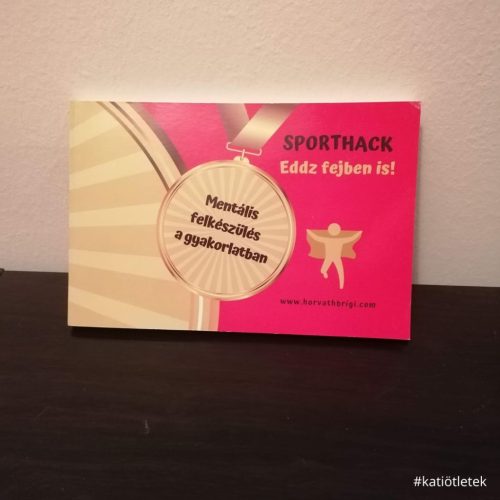 SPORTHACK
Eddz fejben is!
Mentális
felkészülés
a gyakorlatban
www.horvathbrigi.com
#katiötletek